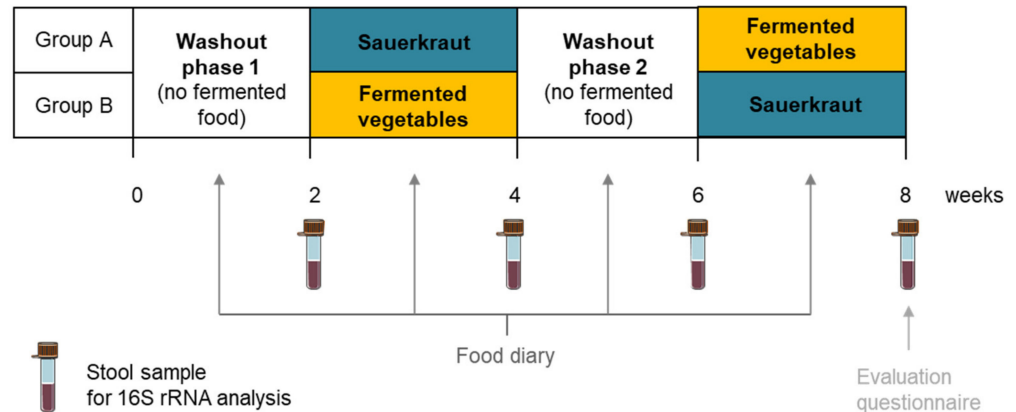 Group A
Washout
phase 1
(no fermented
food)
Sauerkraut
Washout
phase 2
(no fermented
food)
Fermented
vegetables
Group B
Fermented
vegetables
Sauerkraut
0 2 4 6 8 weeks
Food diary
Stool sample
for 16S rRNA analysis
Evaluation
questionnaire